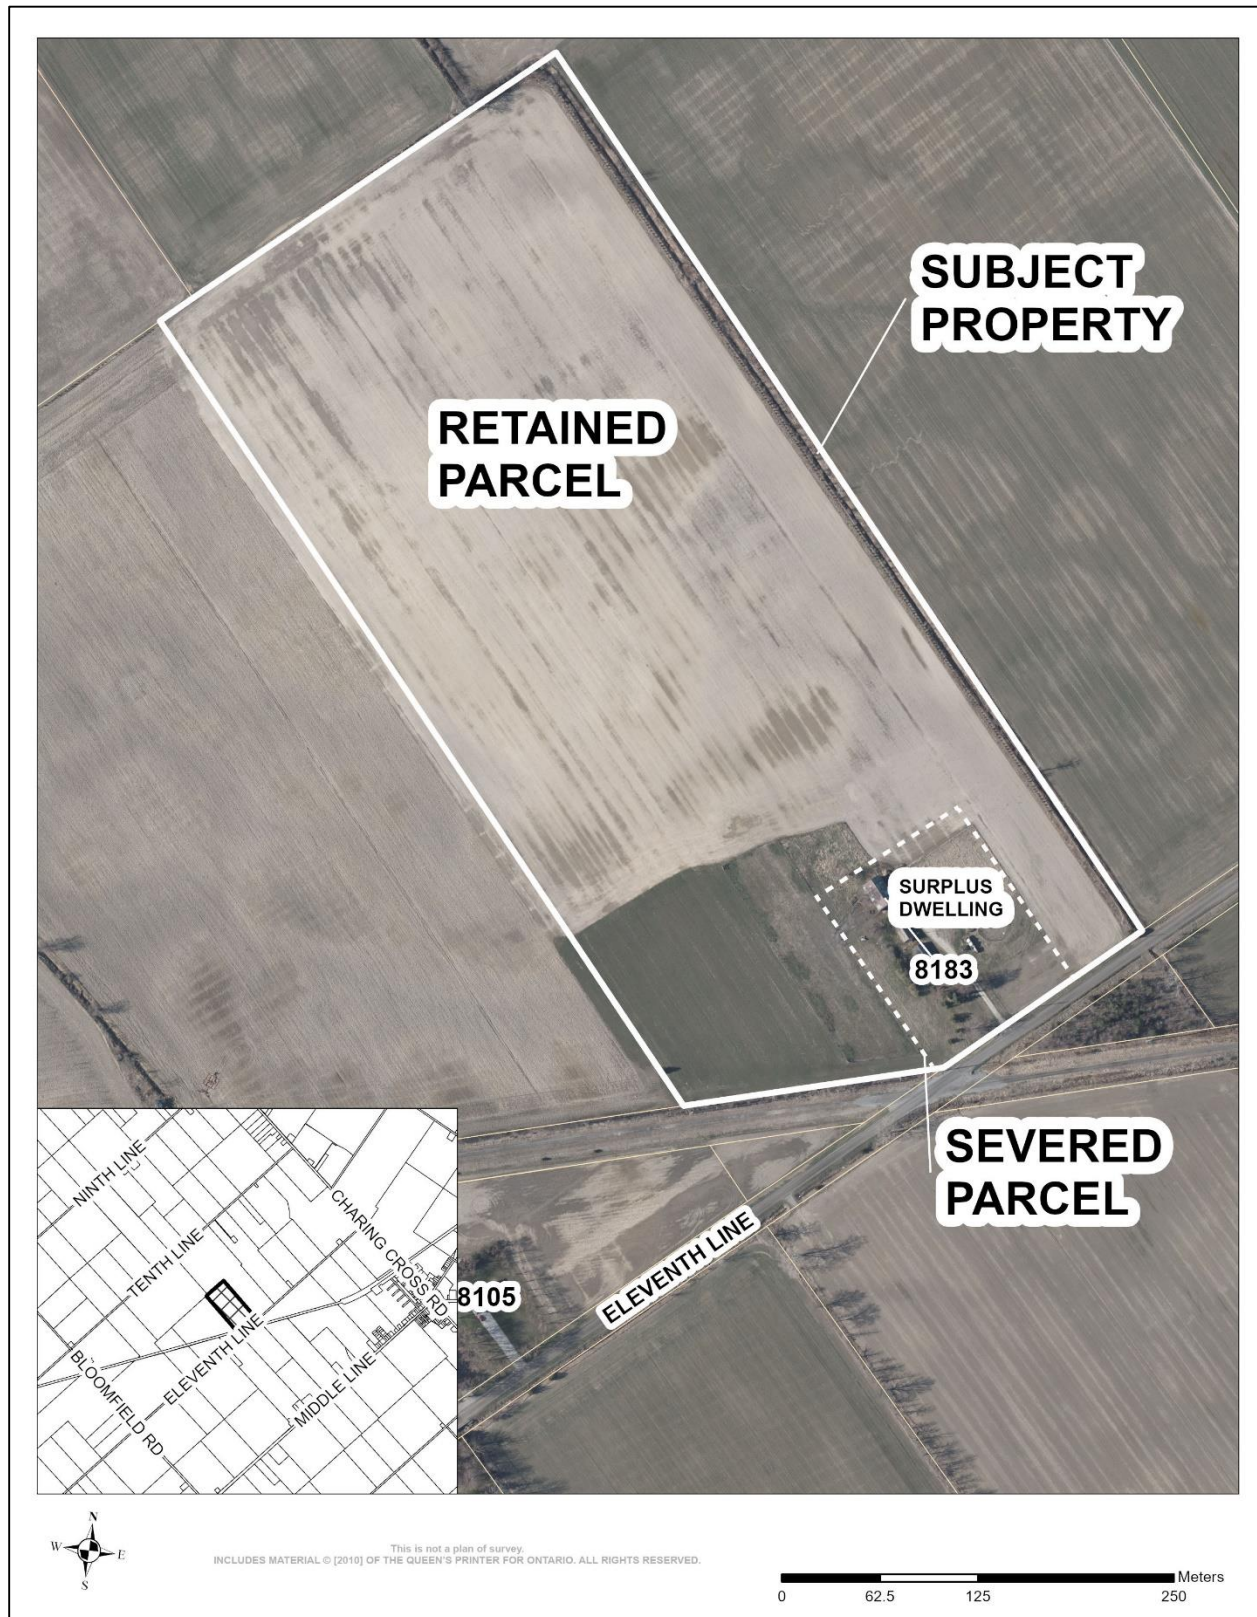 SUBJECT
PROPERTY
RETAINED
PARCEL
SURPLUS
DWELLING
8183
SEVERED
PARCEL
ELEVENTH LINE
8105
NINTH LINE
TENTH LINE
CHARING CROSS RD
ELEVENTH LINE
BLOOMFIELD RD
MIDDLE LINE
N
W
E
S
This is not a plan of survey.
INCLUDES MATERIAL © [2010] OF THE QUEEN'S PRINTER FOR ONTARIO. ALL RIGHTS RESERVED.
Meters
0 62.5 125 250